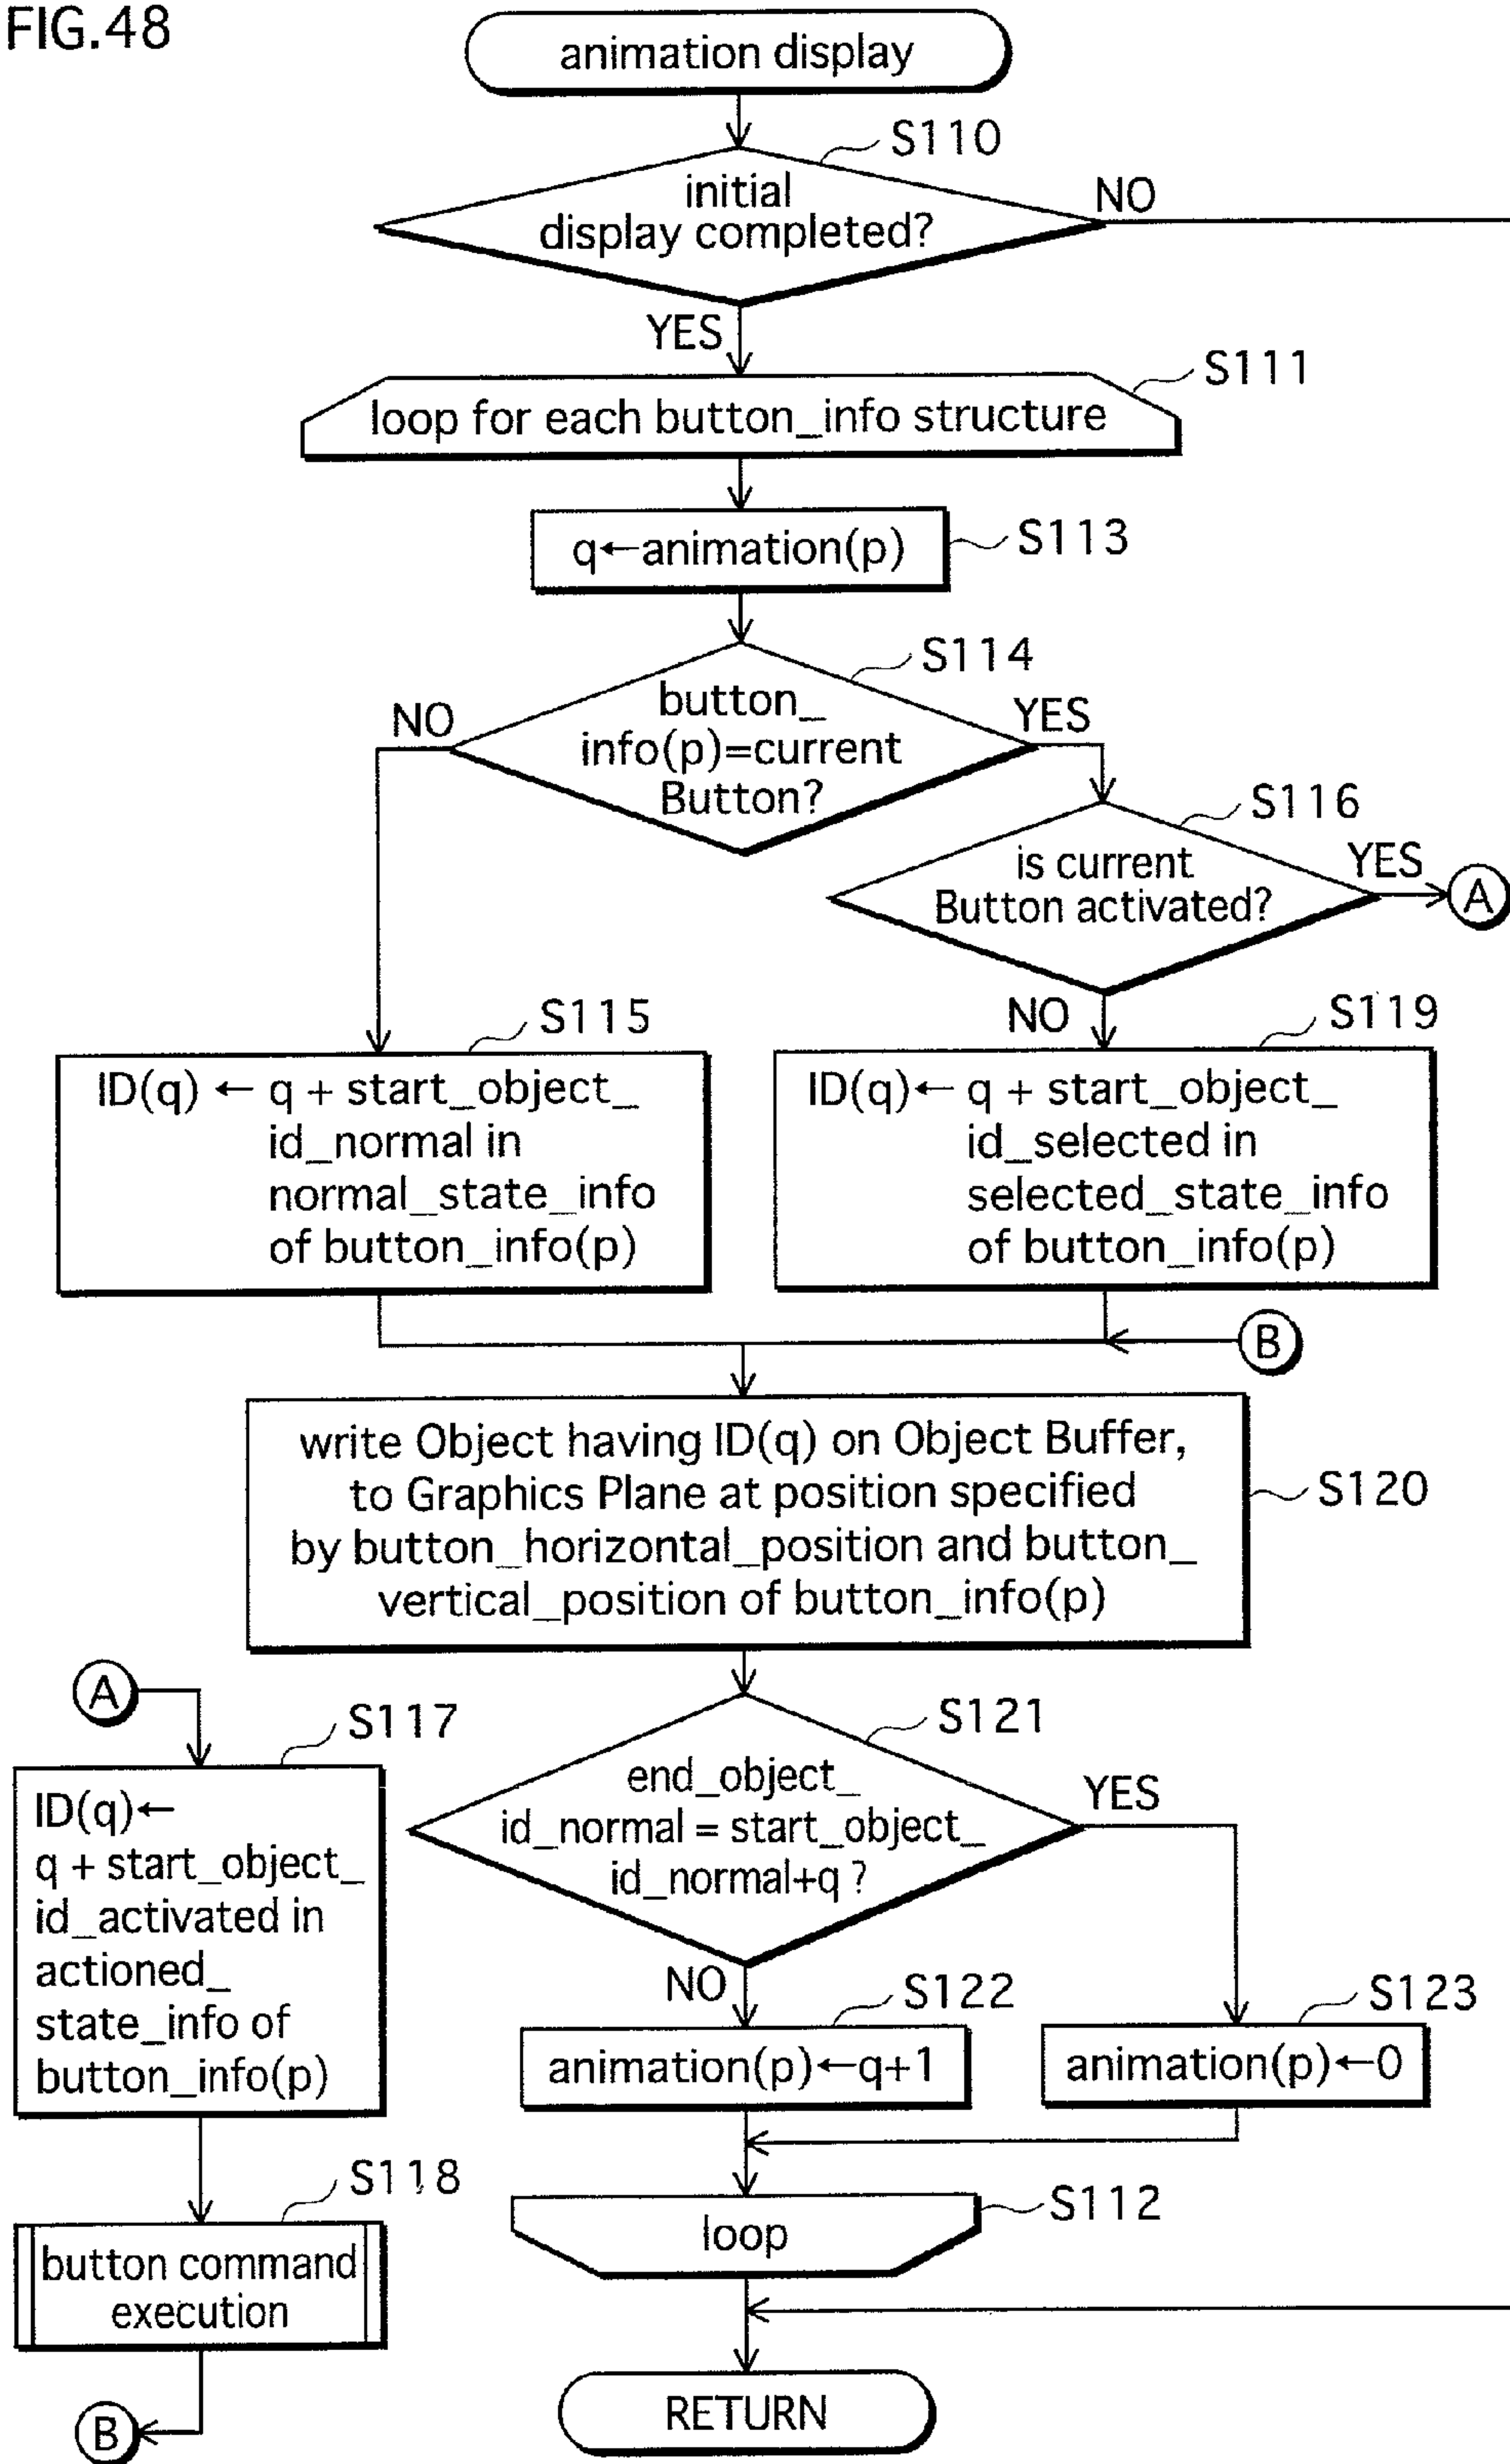 FIG.48
animation display
S110
initial
display completed?
NO
YES
S111
loop for each button_info structure
q←animation(p)
S113
S114
button_
info(p)=current
Button?
NO
YES
S116
is current
Button activated?
YES
A
NO
S115
ID(q) ← q + start_object_
id_normal in
normal_state_info
of button_info(p)
S119
ID(q)← q + start_object_
id_selected in
selected_state_info
of button_info(p)
B
write Object having ID(q) on Object Buffer,
to Graphics Plane at position specified
by button_horizontal_position and button_
vertical_position of button_info(p)
S120
A
S117
ID(q)←
q + start_object_
id_activated in
actioned_
state_info of
button_info(p)
S118
button command
execution
B
S121
end_object_
id_normal = start_object_
id_normal+q ?
YES
NO
S122
animation(p)←q+1
S123
animation(p)←0
S112
loop
RETURN